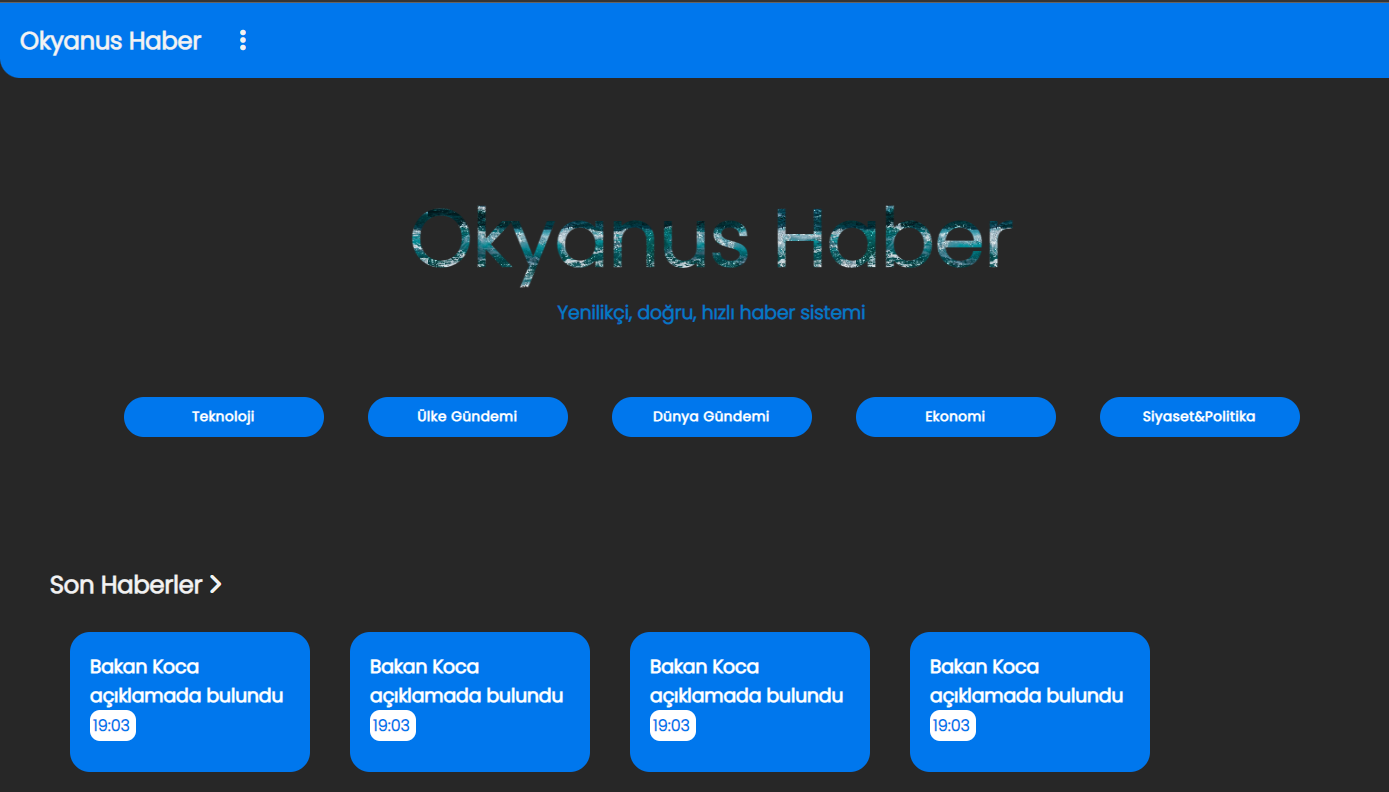 Okyanus Haber
Okyanus Haber
Yenilikçi, doğru, hızlı haber sistemi
Teknoloji
Ülke Gündemi
Dünya Gündemi
Ekonomi
Siyaset&Politika
Son Haberler
Bakan Koca
açıklamada bulundu
19:03
Bakan Koca
açıklamada bulundu
19:03
Bakan Koca
açıklamada bulundu
19:03
Bakan Koca
açıklamada bulundu
19:03